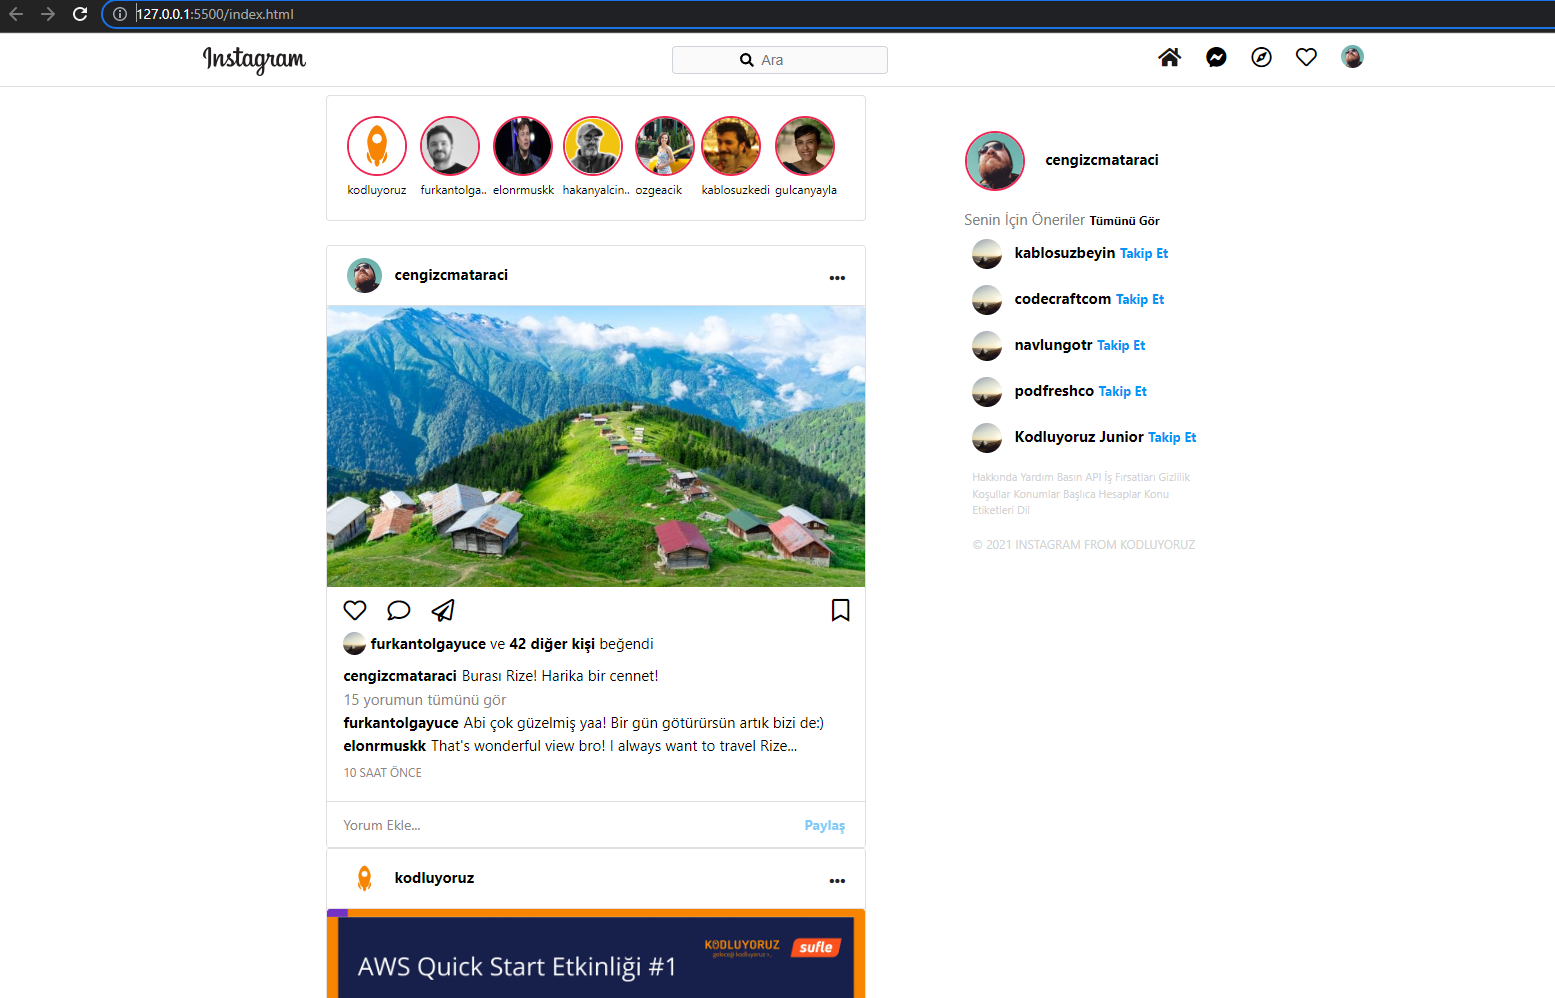 127.0.0.1:5500/index.html
Instagram
Ara
kodluyoruz furkantolga.. elonrmuskk hakanyalcin.. ozgeacik kablosuzkedi gulcanyayla
cengizcmataraci
cengizcmataraci
Burası Rize! Harika bir cennet!
furkantolgayuce ve 42 diğer kişi beğendi
cengizcmataraci Burası Rize! Harika bir cennet!
15 yorumun tümünü gör
furkantolgayuce Abi çok güzelmiş yaa! Bir gün götürürsün artık bizi de:)
elonrmuskk That's wonderful view bro! I always want to travel Rize...
10 SAAT ÖNCE
Yorum Ekle... Paylaş
kodluyoruz
KODLUYORUZ
geleceği kodluyoruz >_
sufle
AWS Quick Start Etkinliği #1
Senin İçin Öneriler Tümünü Gör
kablosuzbeyin Takip Et
codecraftcom Takip Et
navlungotr Takip Et
podfreshco Takip Et
Kodluyoruz Junior Takip Et
Hakkında Yardım Basın API İş Fırsatları Gizlilik
Koşullar Konumlar Başlıca Hesaplar Konu
Etiketleri Dil
© 2021 INSTAGRAM FROM KODLUYORUZ